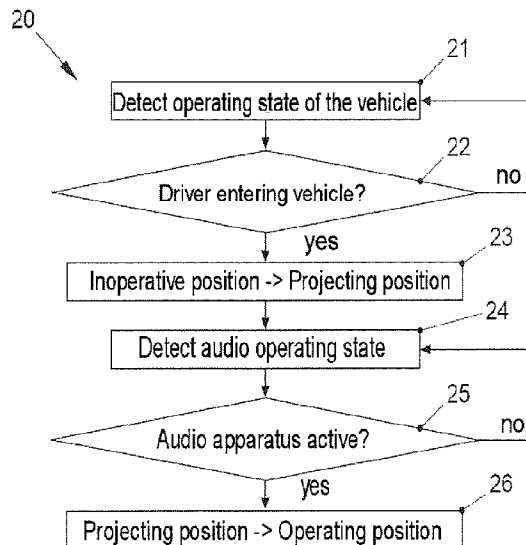 20
21
Detect operating state of the vehicle
22
Driver entering vehicle?
no
yes
23
Inoperative position -> Projecting position
24
Detect audio operating state
25
Audio apparatus active?
no
yes
26
Projecting position -> Operating position